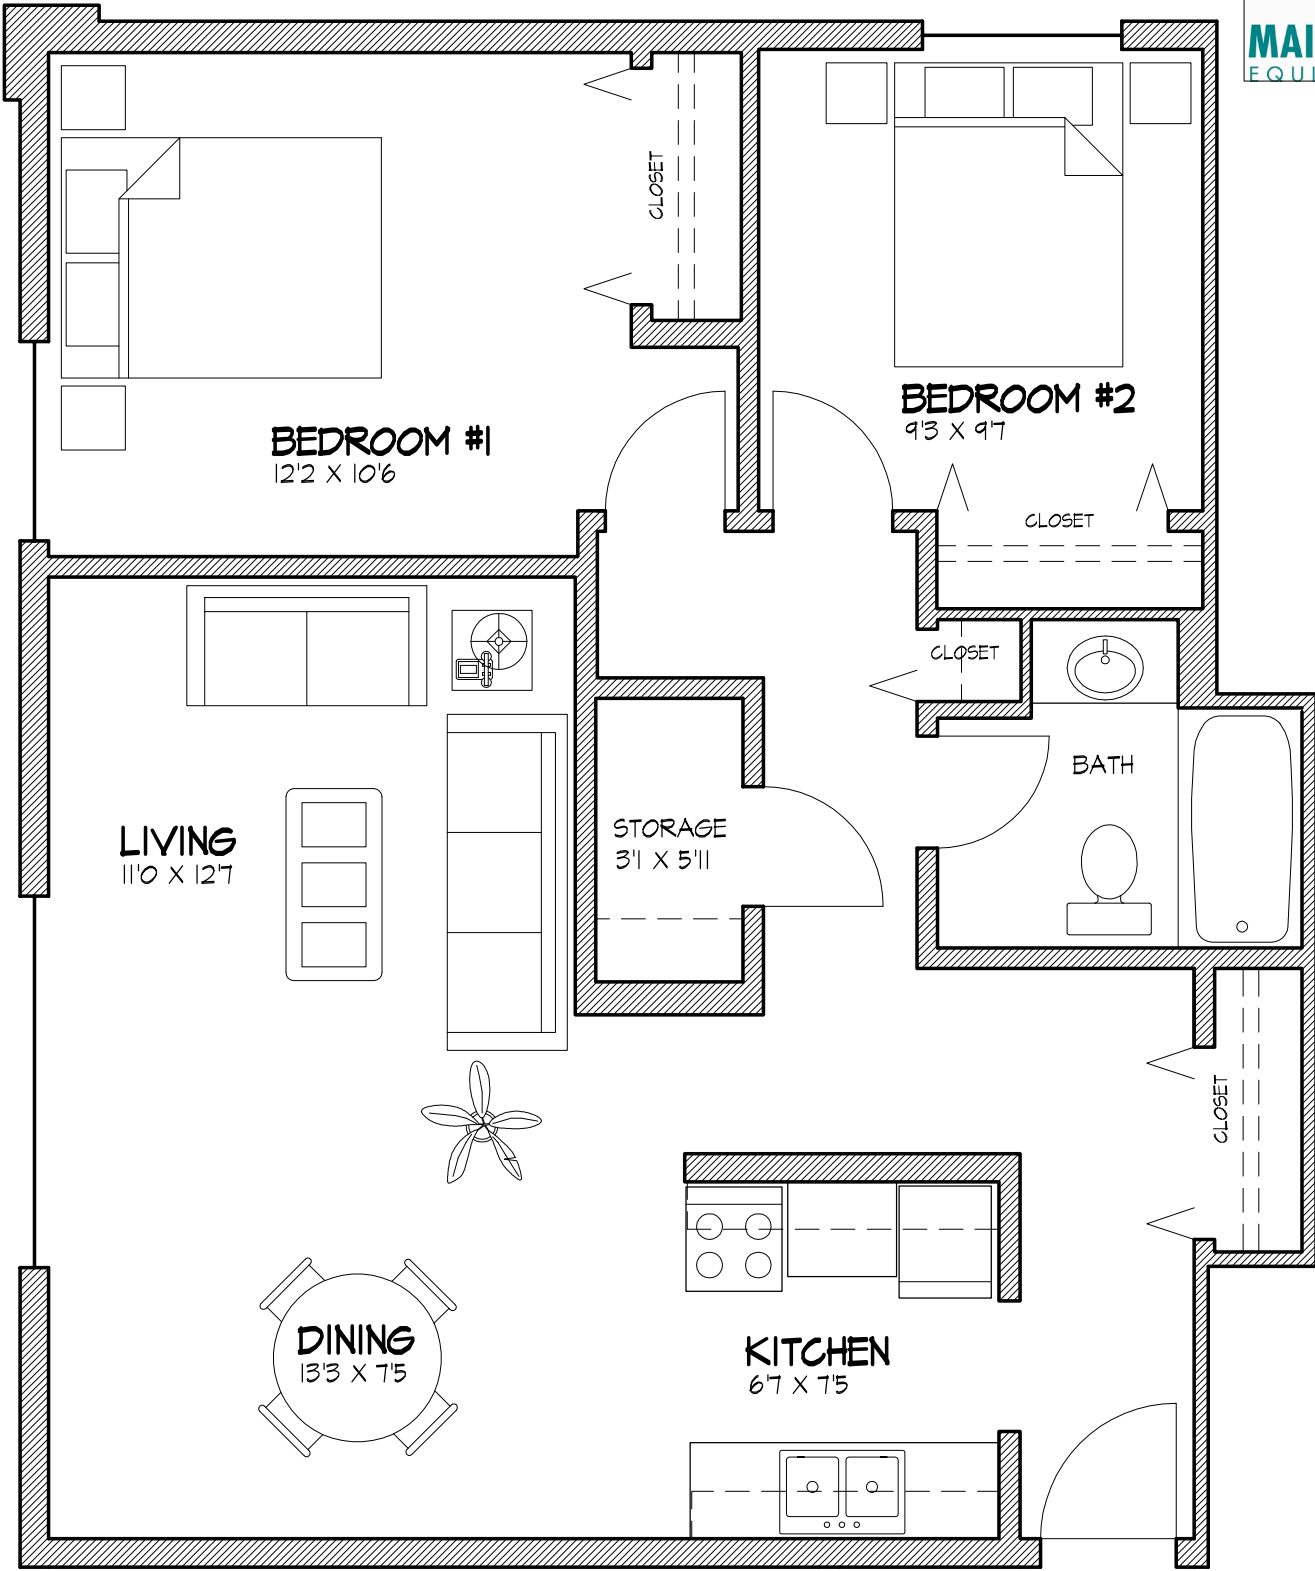 MAI
EQUI
CLOSET
BEDROOM #2
9'3 X 9'7
BEDROOM #1
12'2 X 10'6
CLOSET
CLOSET
BATH
STORAGE
3'1 X 5'11
LIVING
11'0 X 12'7
CLOSET
DINING
13'3 X 7'5
KITCHEN
6'7 X 7'5